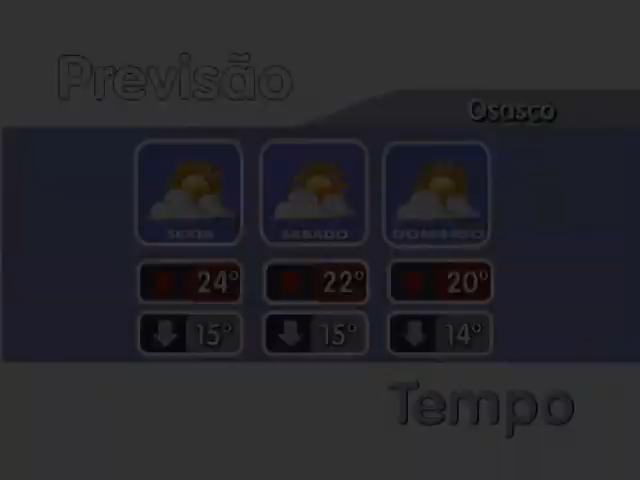 Previsão
Osasco
SEXTA SÁBADO DOMINGO
24° 22° 20°
15° 15° 14°
Tempo